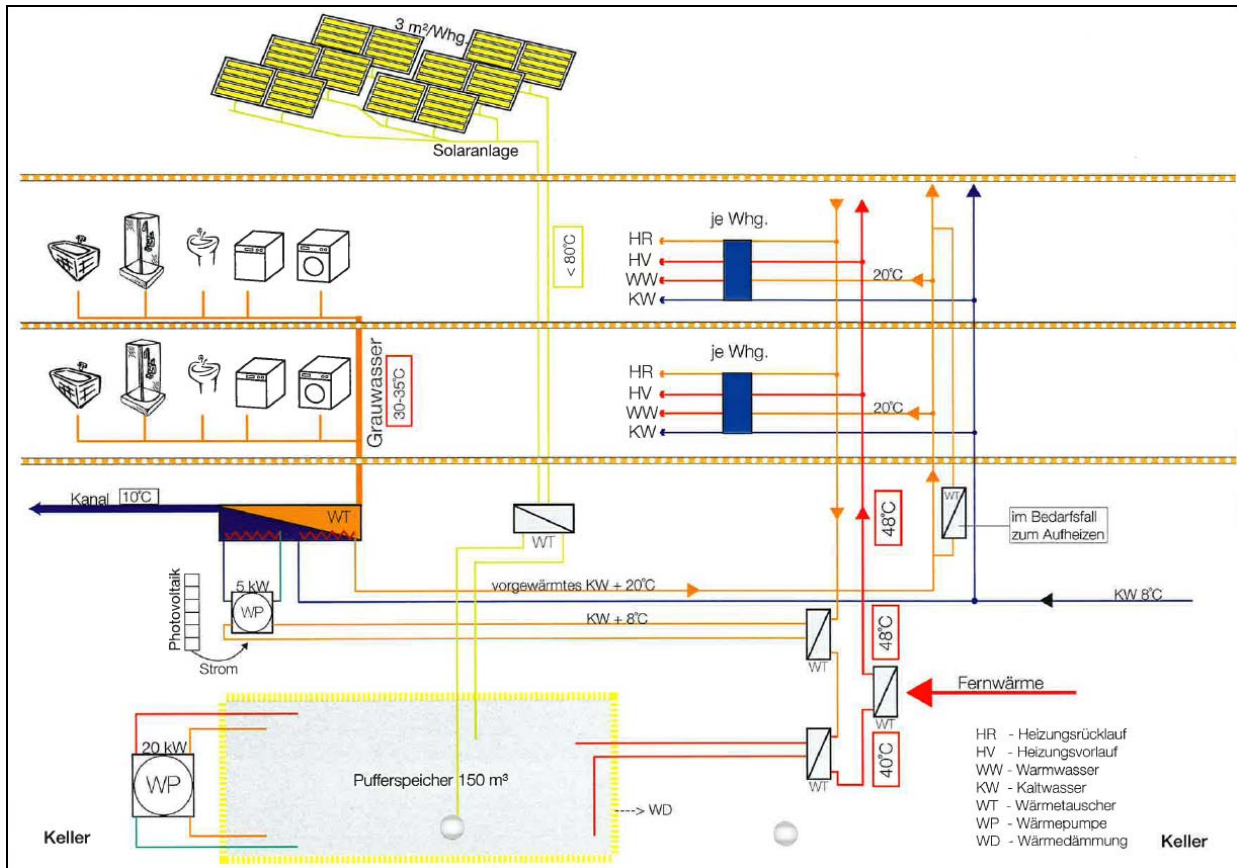 3 m²/Whg.
Solaranlage
< 80°C
je Whg.
HR
HV
WW
KW
20°C
Grauwasser
30-35°C
je Whg.
HR
HV
WW
KW
20°C
Kanal
10°C
WT
WT
48°C
WT
im Bedarfsfall
zum Aufheizen
vorgewärmtes KW + 20°C
KW 8°C
Photovoltaik
5 kW
WP
Strom
KW + 8°C
WT
48°C
Fernwärme
WT
20 kW
WP
Pufferspeicher 150 m³
---> WD
WT
40°C
HR - Heizungsrücklauf
HV - Heizungsvorlauf
WW - Warmwasser
KW - Kaltwasser
WT - Wärmetauscher
WP - Wärmepumpe
WD - Wärmedämmung
Keller
Keller